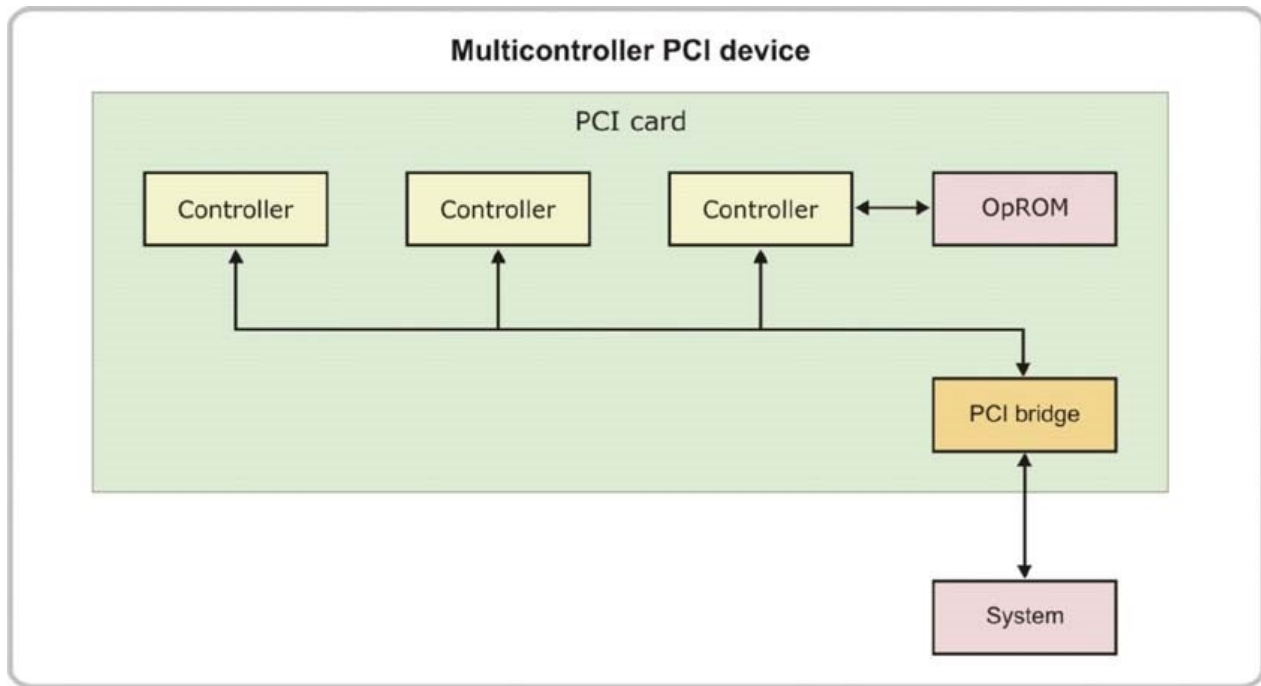 Multicontroller PCI device
PCI card
Controller
Controller
Controller
OpROM
PCI bridge
System